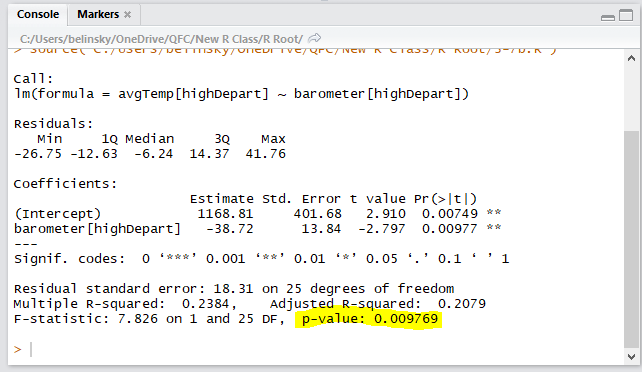 Console Markers ×
C:/Users/belinsky/OneDrive/QFC/New R Class/R Root/
> source('C:/Users/belinsky/OneDrive/QFC/New R Class/R Root/3-7b.R')
Call:
lm(formula = avgTemp[highDepart] ~ barometer[highDepart])
Residuals:
Min 1Q Median 3Q Max
-26.75 -12.63 -6.24 14.37 41.76
Coefficients:
Estimate Std. Error t value Pr(>|t|)
(Intercept) 1168.81 401.68 2.910 0.00749 **
barometer[highDepart] -38.72 13.84 -2.797 0.00977 **
---
Signif. codes: 0 ‘***’ 0.001 ‘**’ 0.01 ‘*’ 0.05 ‘.’ 0.1 ‘ ’ 1
Residual standard error: 18.31 on 25 degrees of freedom
Multiple R-squared: 0.2384, Adjusted R-squared: 0.2079
F-statistic: 7.826 on 1 and 25 DF, p-value: 0.009769
>